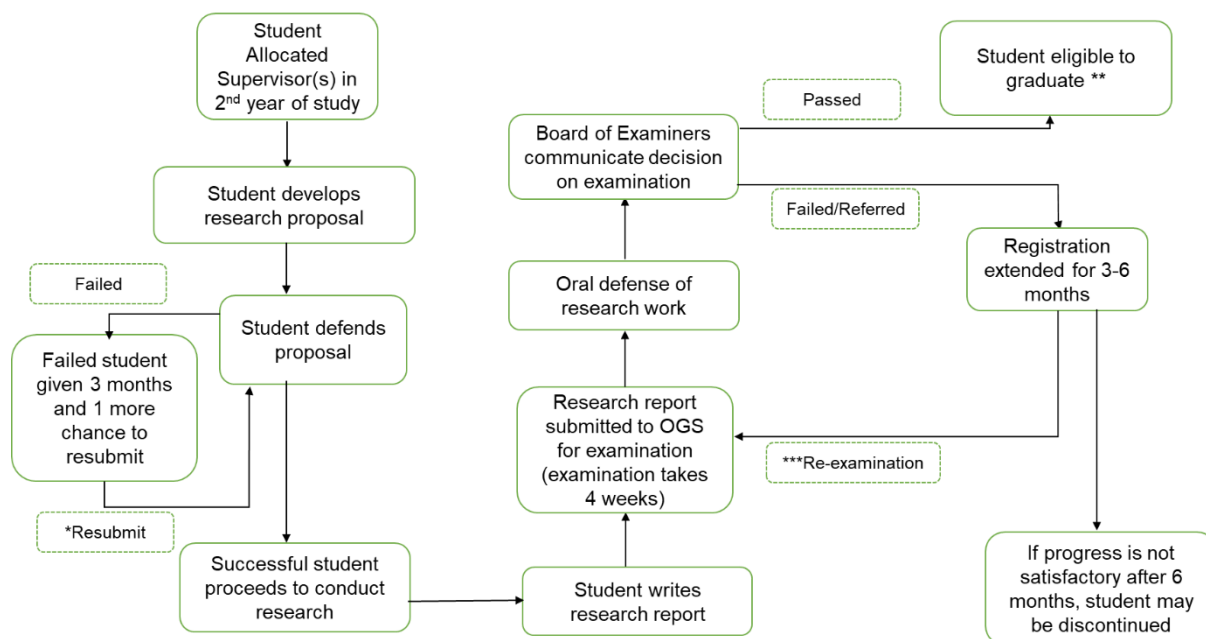 Student
Allocated
Supervisor(s) in
2nd year of study
Student develops
research proposal
Failed
Student defends
proposal
Failed student
given 3 months
and 1 more
chance to
resubmit
*Resubmit
Successful student
proceeds to conduct
research
Student writes
research report
Research report
submitted to OGS
for examination
(examination takes
4 weeks)
Oral defense of
research work
Board of Examiners
communicate decision
on examination
Passed
Student eligible to
graduate **
Failed/Referred
Registration
extended for 3-6
months
***Re-examination
If progress is not
satisfactory after 6
months, student may
be discontinued